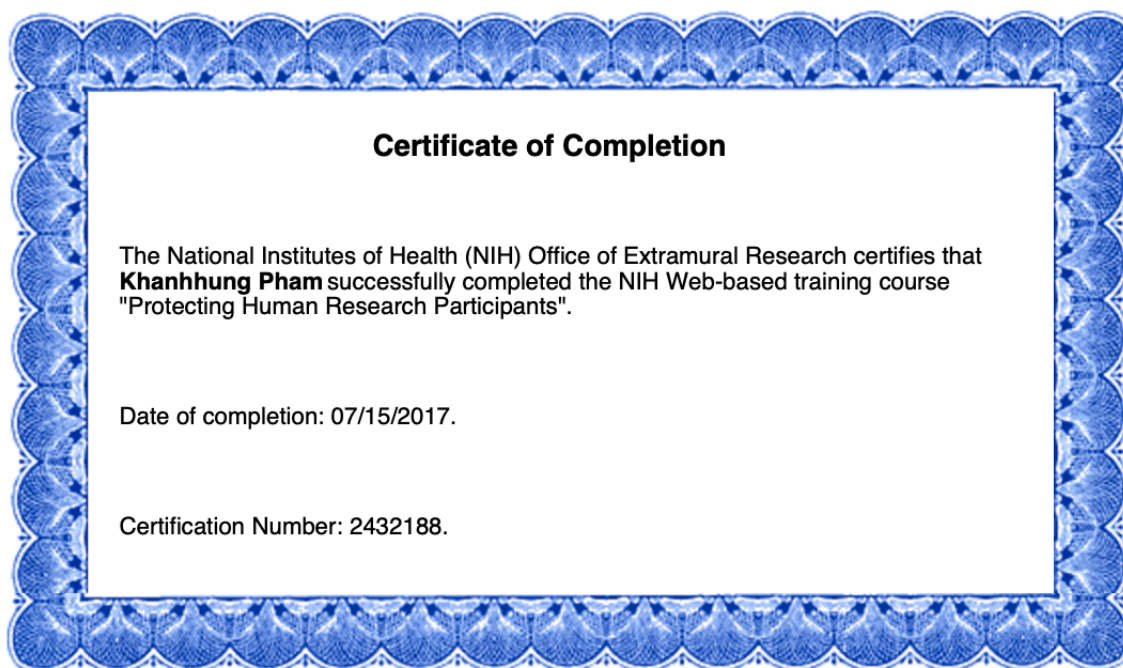 Certificate of Completion
The National Institutes of Health (NIH) Office of Extramural Research certifies that
Khanhhung Pham successfully completed the NIH Web-based training course
"Protecting Human Research Participants".
Date of completion: 07/15/2017.
Certification Number: 2432188.